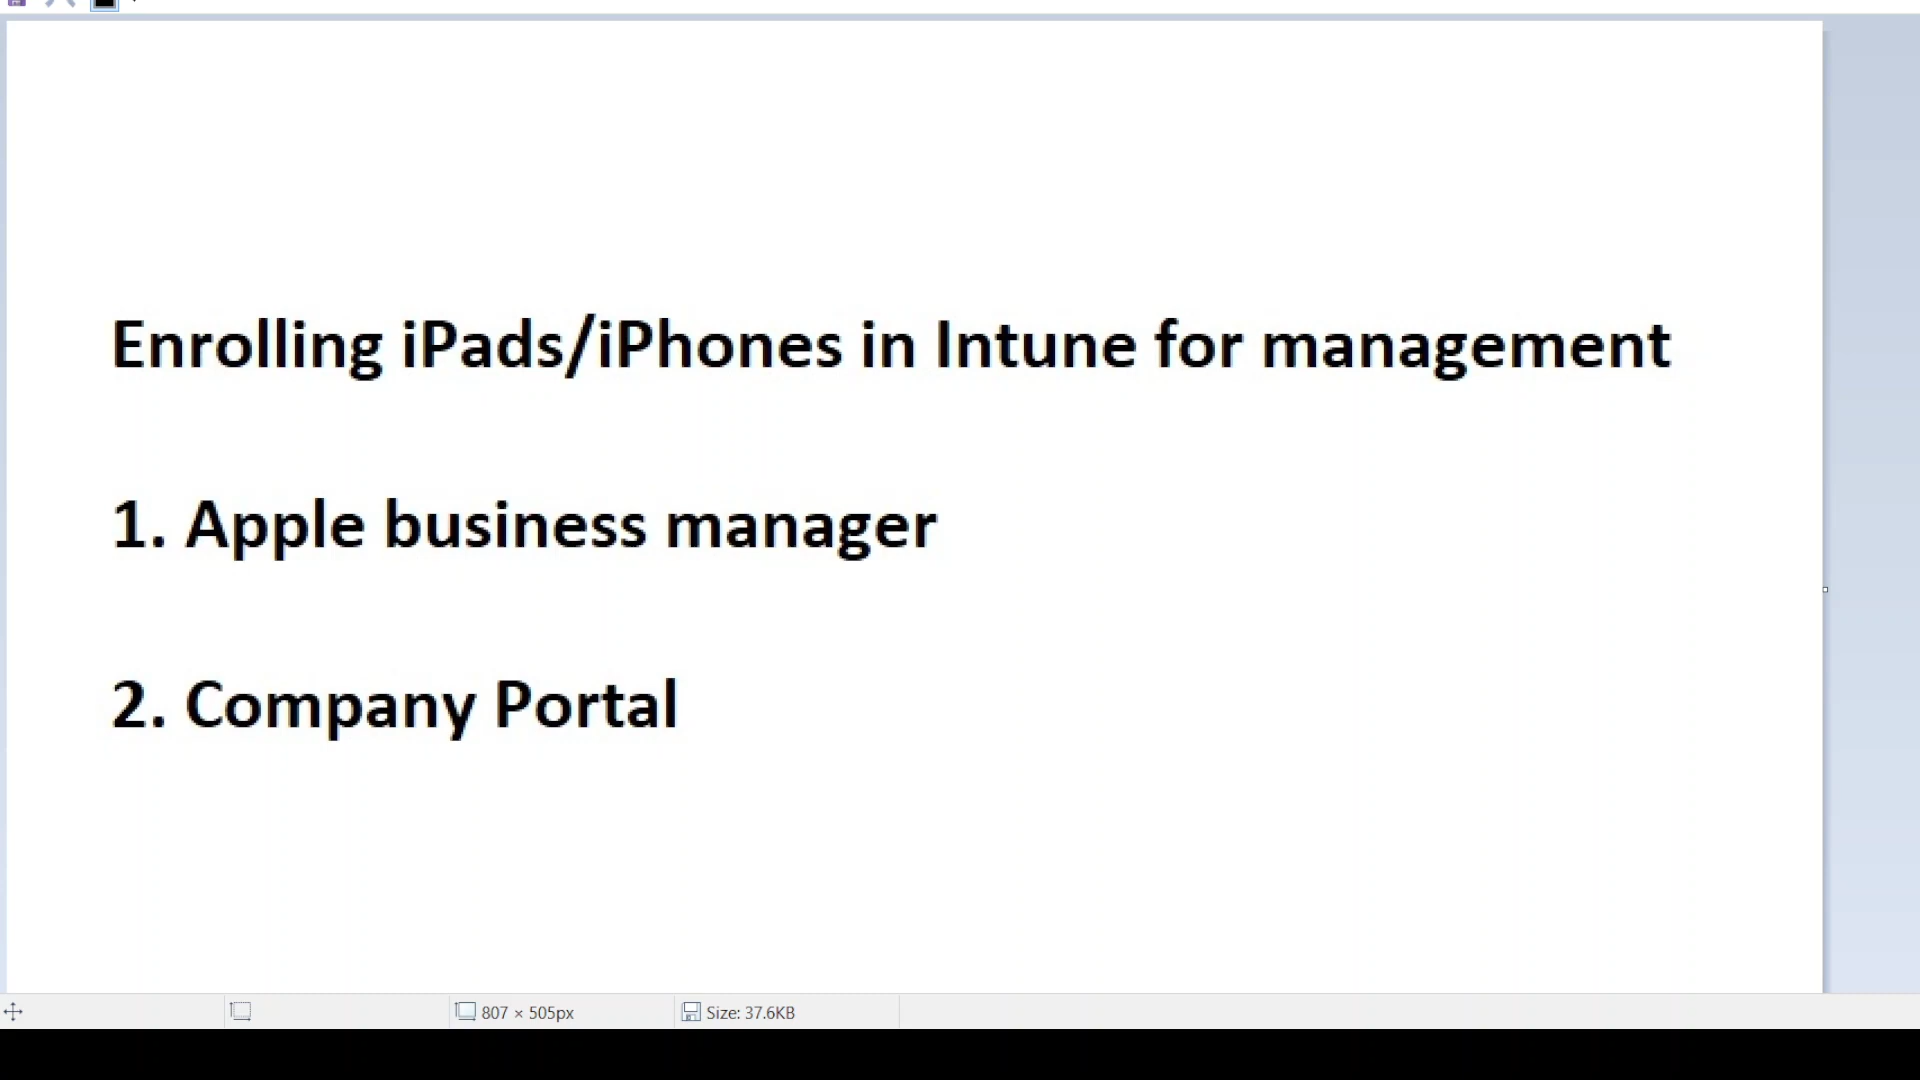 Enrolling iPads/iPhones in Intune for management
1. Apple business manager
2. Company Portal
807 × 505px
Size: 37.6KB